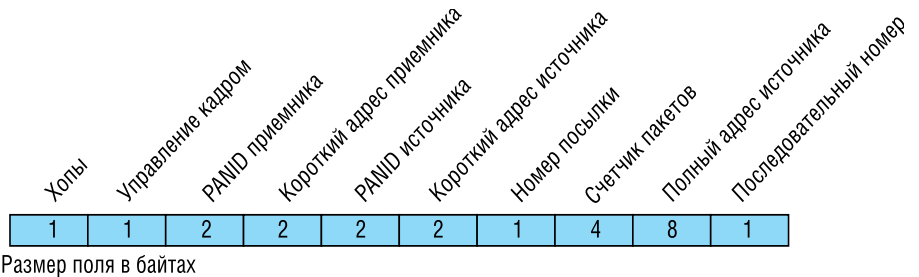 Хопы
Управление кадром
PANID приемника
Короткий адрес приемника
PANID источника
Короткий адрес источника
Номер посылки
Счетчик пакетов
Полный адрес источника
Последовательный номер
1 1 2 2 2 2 1 4 8 1
Размер поля в байтах